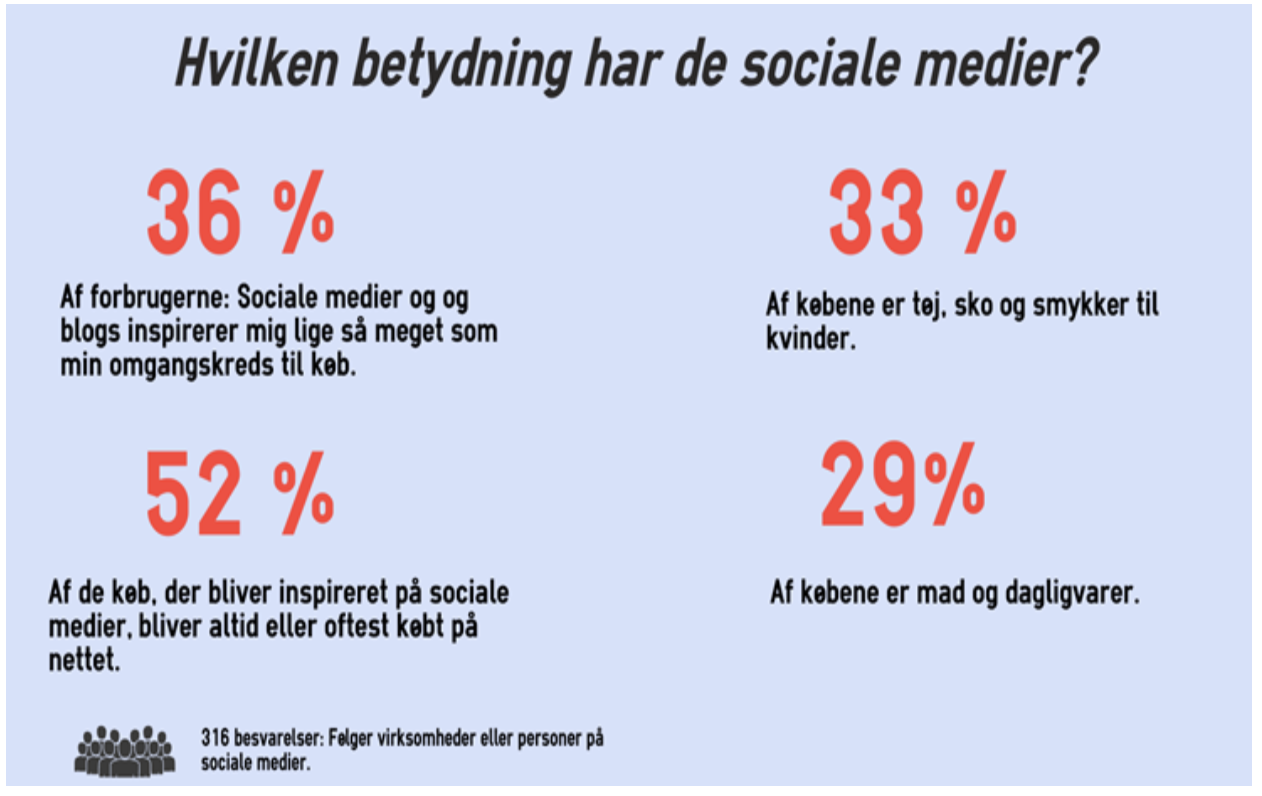 Hvilken betydning har de sociale medier?
36 %
Af forbrugerne: Sociale medier og og
blogs inspirerer mig lige så meget som
min omgangskreds til køb.
33 %
Af købene er tøj, sko og smykker til
kvinder.
52 %
Af de køb, der bliver inspireret på sociale
medier, bliver altid eller oftest købt på
nettet.
29%
Af købene er mad og dagligvarer.
316 besvarelser: Følger virksomheder eller personer på
sociale medier.